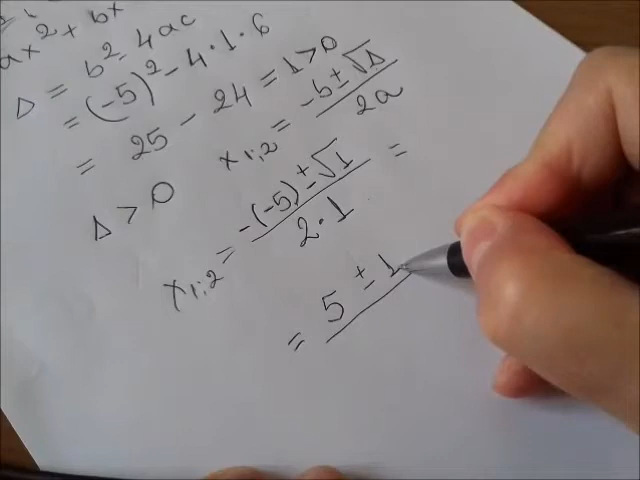 ax² + bx
Δ = b² - 4ac
= (-5)² - 4·1·6
= 25 - 24 = 1 > 0
Δ > 0
x₁;₂ = -b ± √Δ / 2a
x₁;₂ = -(-5) ± √1 / 2·1 =
= 5 ± 1